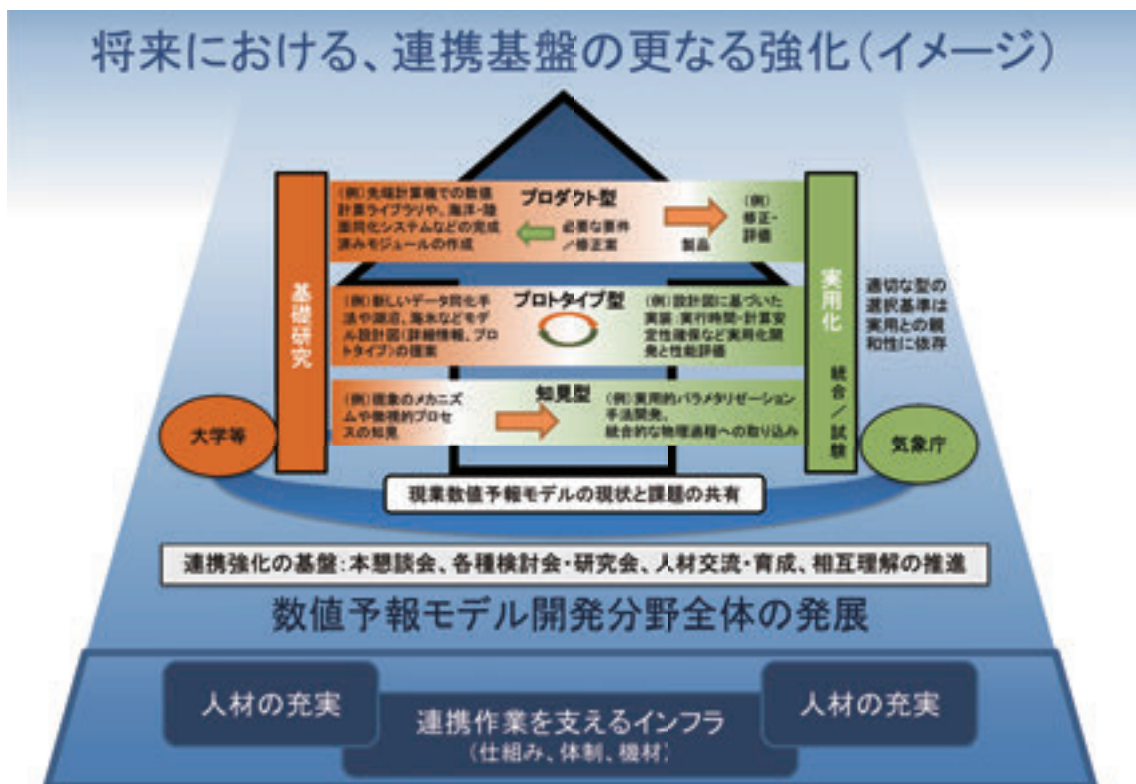 将来における、連携基盤の更なる強化（イメージ）
（例）先端計算機での数値
計算ライブラリや、海洋・陸
面同化システムなどの完成
済みモジュールの作成
プロダクト型
必要な要件
／修正案
製品
（例）
修正・
評価
基礎研究
（例）新しいデータ同化手
法や湖沼、海氷などモデ
ル設計図（詳細情報、プロ
トタイプ）の提案
プロトタイプ型
（例）設計図に基づいた
実装：実行時間・計算安
定性確保など実用化開
発と性能評価
実用化
適切な型の
選択基準は
実用との親
和性に依存
（例）現象のメカニズ
ムや微視的プロセ
スの知見
知見型
（例）実用的パラメタリゼーション
手法開発、
統合的な物理過程への取り込み
統合／試験
大学等
気象庁
現業数値予報モデルの現状と課題の共有
連携強化の基盤：本懇談会、各種検討会・研究会、人材交流・育成、相互理解の推進
数値予報モデル開発分野全体の発展
人材の充実
連携作業を支えるインフラ
（仕組み、体制、機材）
人材の充実